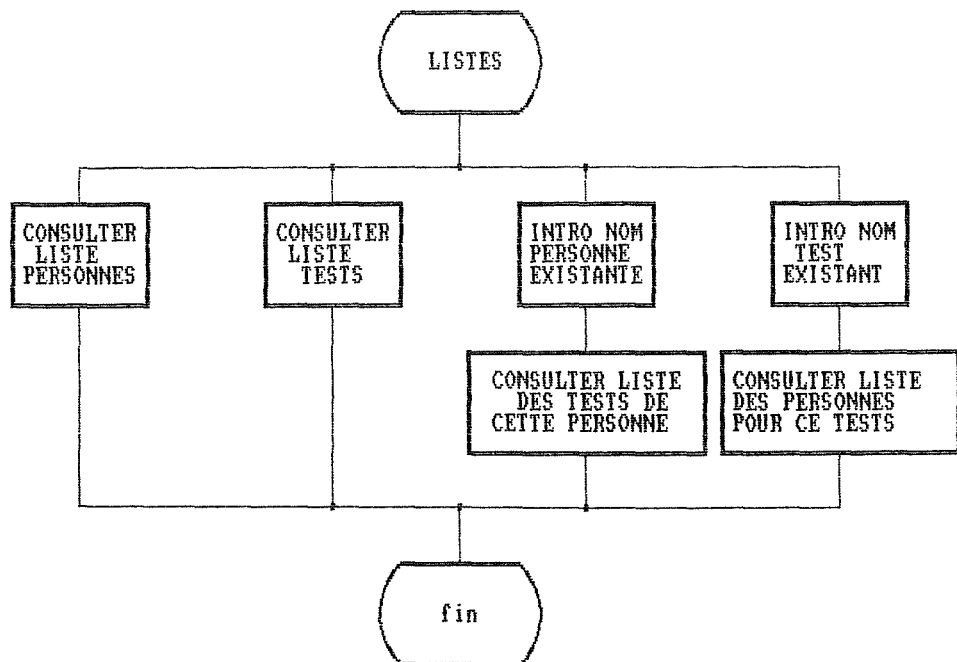 LISTES
CONSULTER
LISTE
PERSONNES
CONSULTER
LISTE
TESTS
INTRO NOM
PERSONNE
EXISTANTE
INTRO NOM
TEST
EXISTANT
CONSULTER LISTE
DES TESTS DE
CETTE PERSONNE
CONSULTER LISTE
DES PERSONNES
POUR CE TESTS
fin